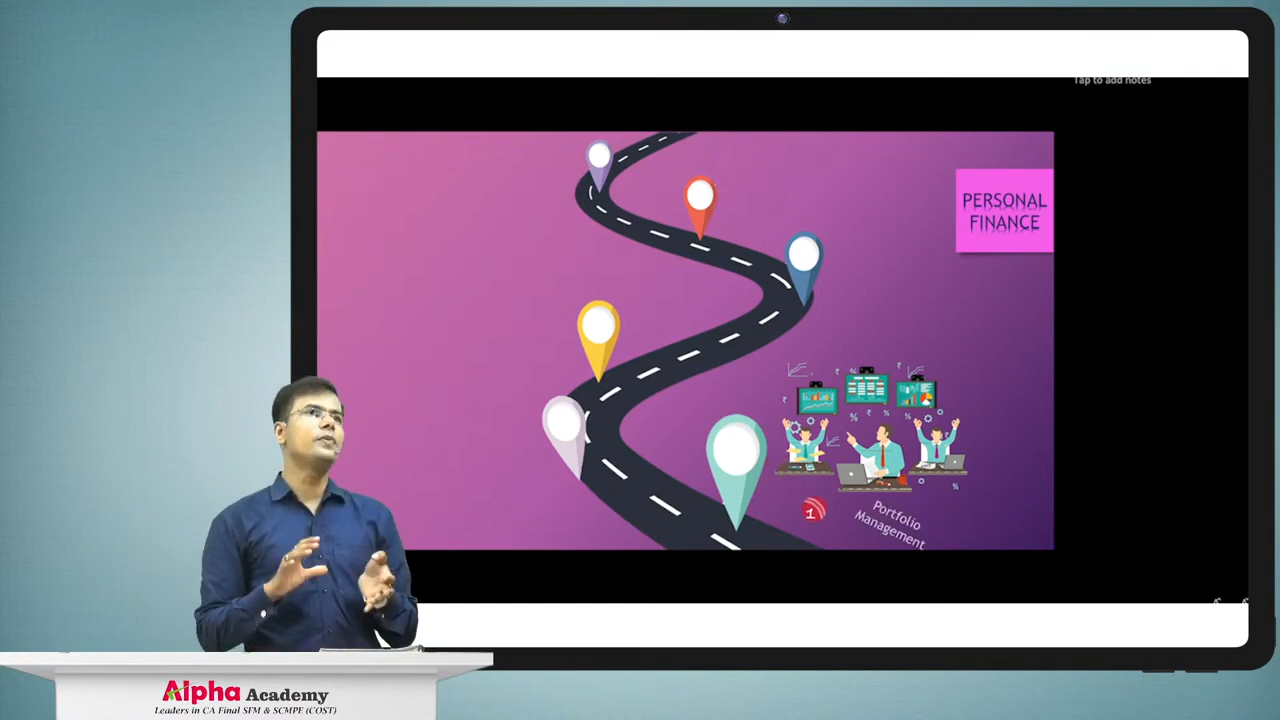 Tap to add notes
PERSONAL
FINANCE
1
Portfolio
Management
Alpha Academy
Leaders in CA Final SFM & SCMPE (COST)